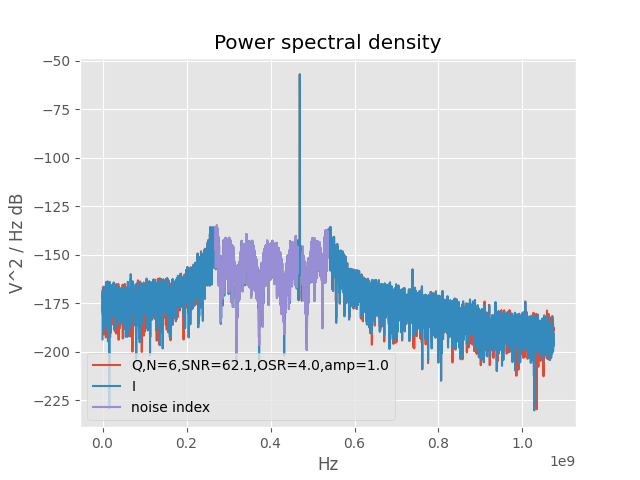 Power spectral density
V^2 / Hz dB
−50
−75
−100
−125
−150
−175
−200
−225
Q,N=6,SNR=62.1,OSR=4.0,amp=1.0
I
noise index
0.0 0.2 0.4 0.6 0.8 1.0
1e9
Hz